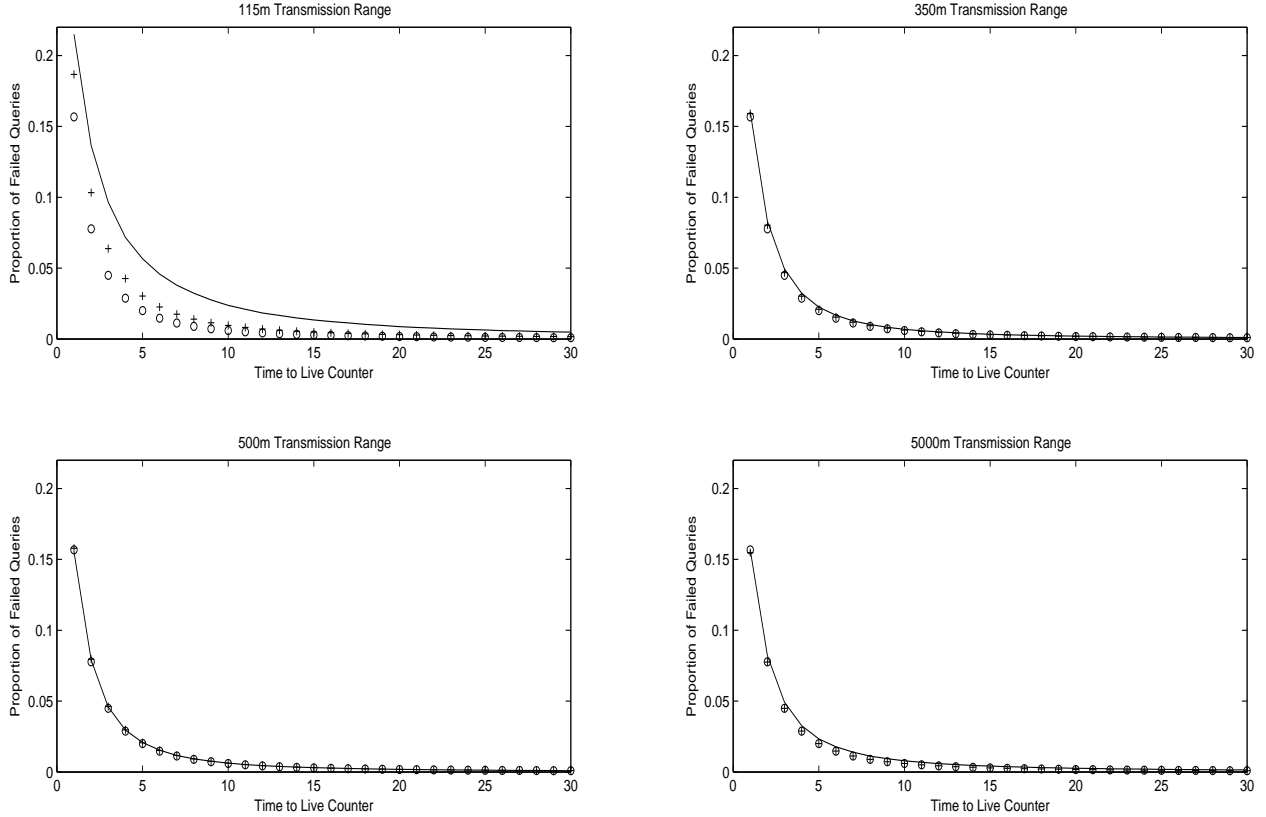 115m Transmission Range
0.2
0.15
0.1
0.05
0
Proportion of Failed Queries
0 5 10 15 20 25 30
Time to Live Counter
350m Transmission Range
0.2
0.15
0.1
0.05
0
Proportion of Failed Queries
0 5 10 15 20 25 30
Time to Live Counter
500m Transmission Range
0.2
0.15
0.1
0.05
0
Proportion of Failed Queries
0 5 10 15 20 25 30
Time to Live Counter
5000m Transmission Range
0.2
0.15
0.1
0.05
0
Proportion of Failed Queries
0 5 10 15 20 25 30
Time to Live Counter